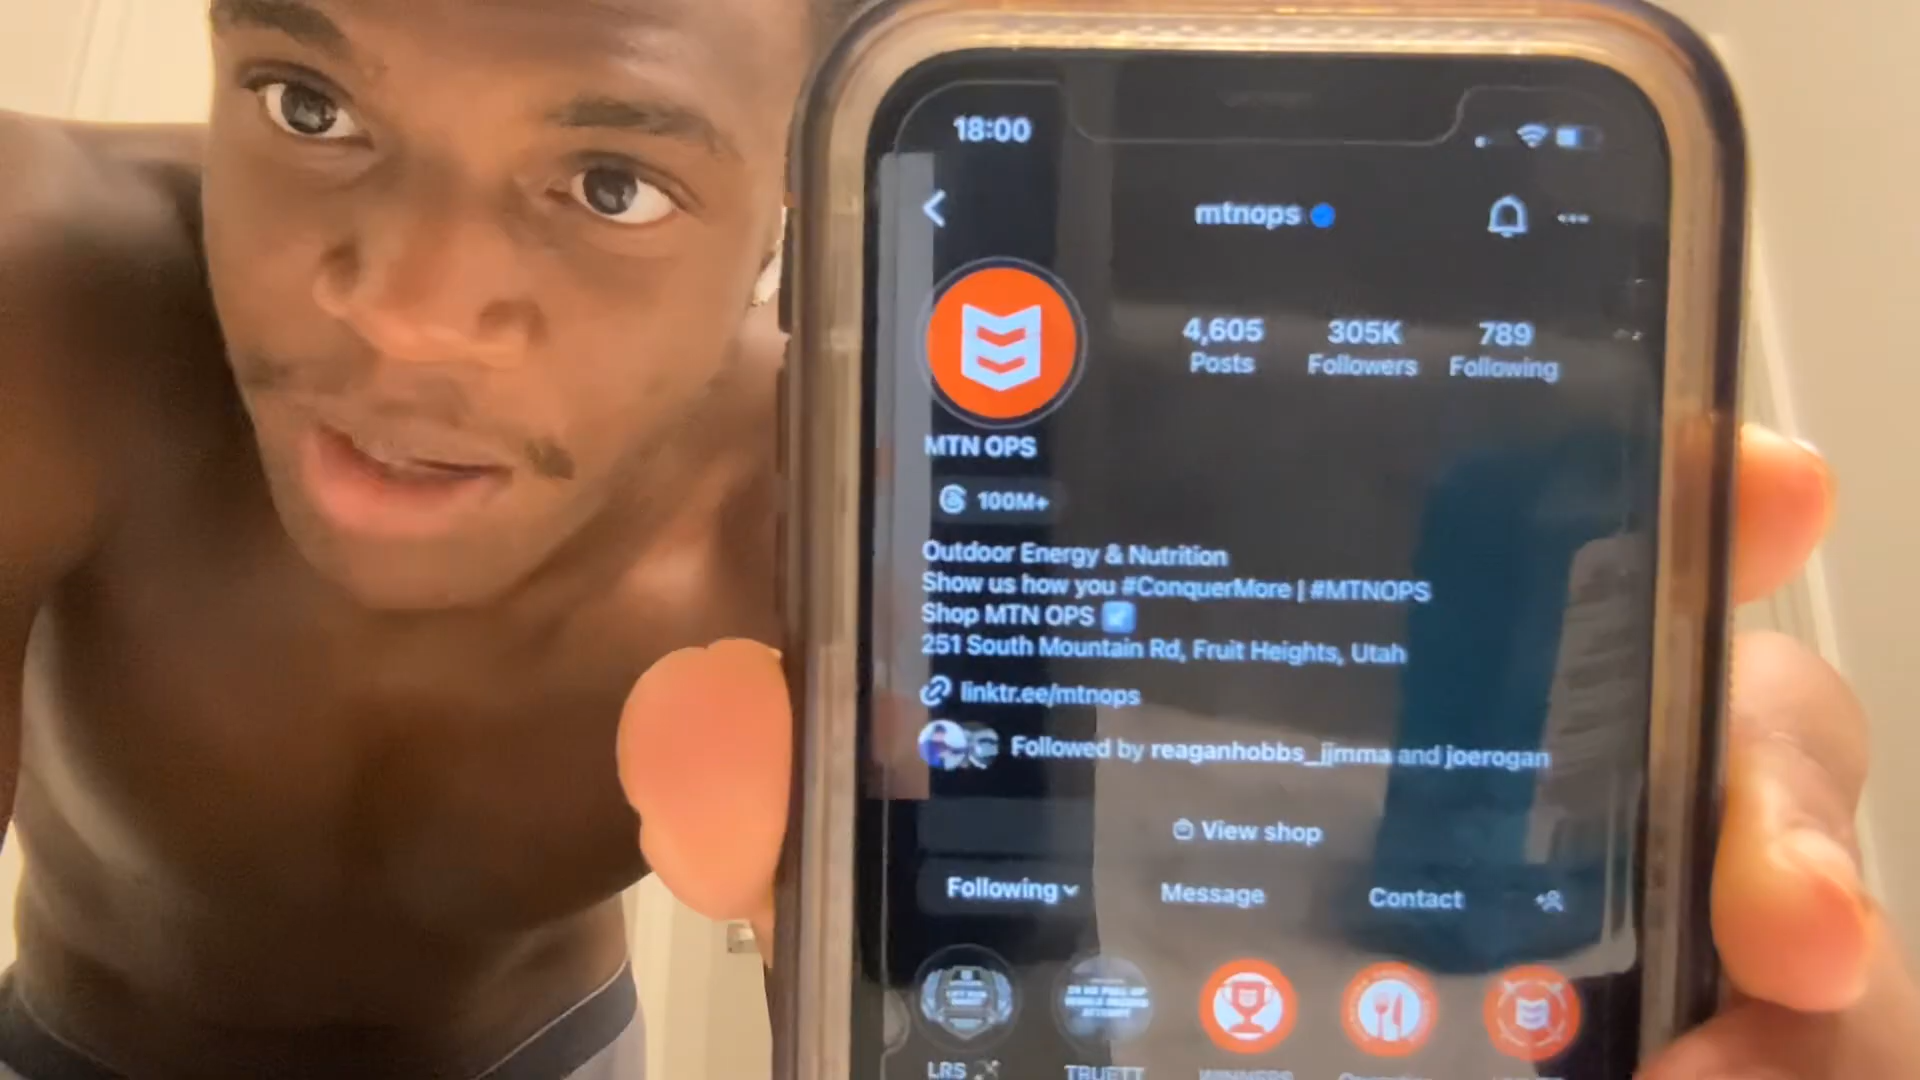 18:00
mtnops
4,605 305K 789
Posts Followers Following
MTN OPS
100M+
Outdoor Energy & Nutrition
Show us how you #ConquerMore | #MTNOPS
Shop MTN OPS
251 South Mountain Rd, Fruit Heights, Utah
linktr.ee/mtnops
Followed by reaganhobbs_jjmma and joerogan
View shop
Following Message Contact
LRS TRUETT WINNERS